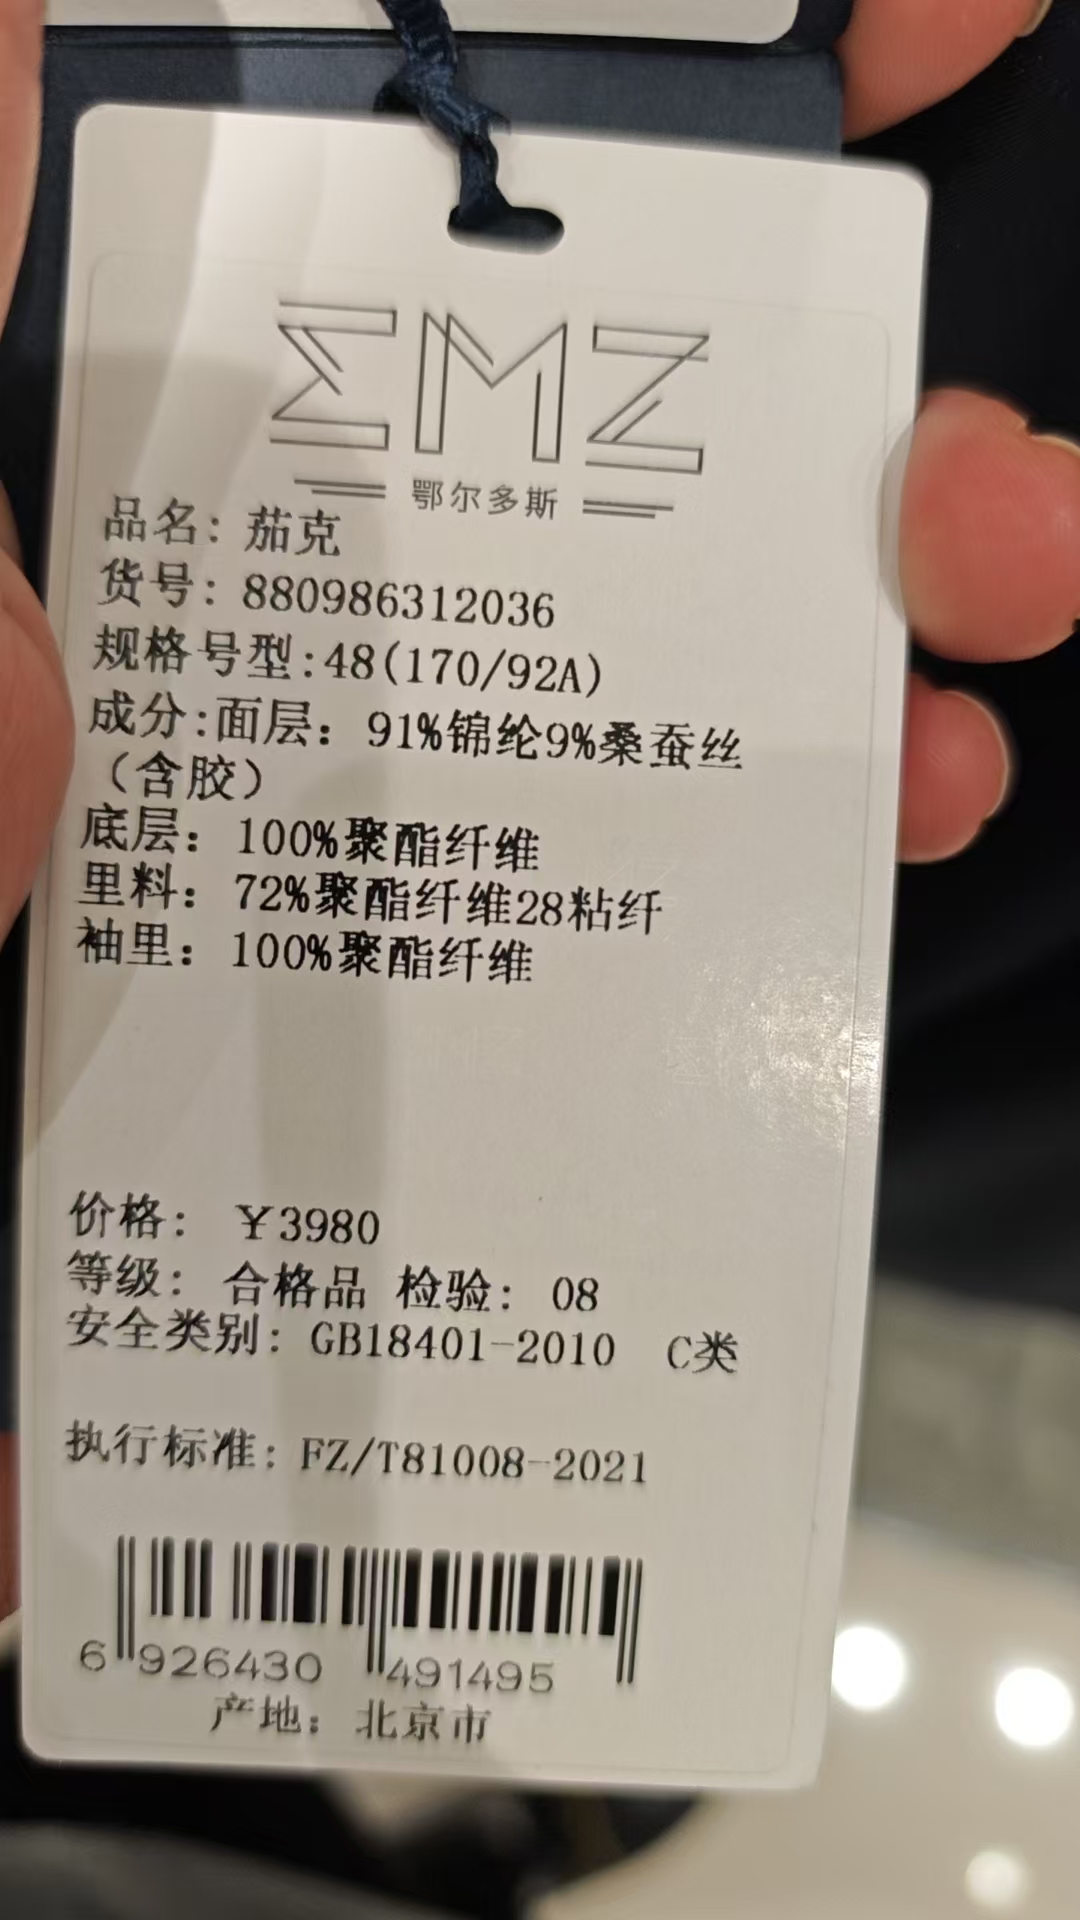 EMZ
鄂尔多斯
品名：茄克
货号：880986312036
规格号型:48(170/92A)
成分:面层：91%锦纶9%桑蚕丝
（含胶）
底层：100%聚酯纤维
里料：72%聚酯纤维28粘纤
袖里：100%聚酯纤维
价格： ￥3980
等级：合格品 检验：08
安全类别：GB18401-2010 C类
执行标准：FZ/T81008-2021
6 926430 491495
产地：北京市